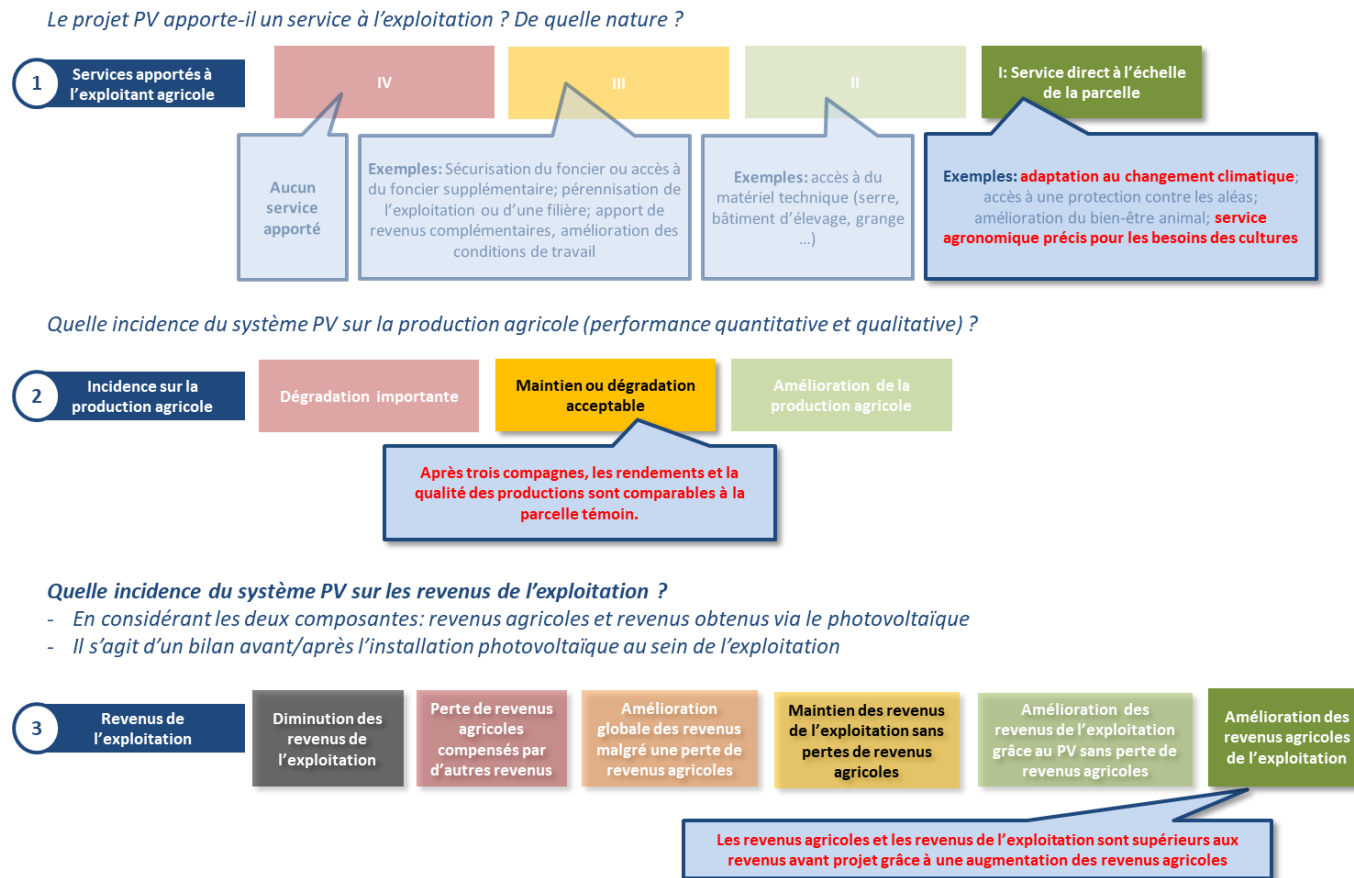 Le projet PV apporte-il un service à l'exploitation ? De quelle nature ?
1
Services apportés à
l'exploitant agricole
IV
III
II
I: Service direct à l'échelle
de la parcelle
Aucun
service
apporté
Exemples: Sécurisation du foncier ou accès à
du foncier supplémentaire; pérennisation de
l'exploitation ou d'une filière; apport de
revenus complémentaires, amélioration des
conditions de travail
Exemples: accès à du
matériel technique (serre,
bâtiment d'élevage, grange
...)
Exemples: adaptation au changement climatique;
accès à une protection contre les aléas;
amélioration du bien-être animal; service
agronomique précis pour les besoins des cultures
Quelle incidence du système PV sur la production agricole (performance quantitative et qualitative) ?
2
Incidence sur la
production agricole
Dégradation importante
Maintien ou dégradation
acceptable
Amélioration de la
production agricole
Après trois compagnes, les rendements et la
qualité des productions sont comparables à la
parcelle témoin.
Quelle incidence du système PV sur les revenus de l'exploitation ?
- En considérant les deux composantes: revenus agricoles et revenus obtenus via le photovoltaïque
- Il s'agit d'un bilan avant/après l'installation photovoltaïque au sein de l'exploitation
3
Revenus de
l'exploitation
Diminution des
revenus de
l'exploitation
Perte de revenus
agricoles
compensés par
d'autres revenus
Amélioration
globale des revenus
malgré une perte de
revenus agricoles
Maintien des revenus
de l'exploitation sans
pertes de revenus
agricoles
Amélioration des
revenus de l'exploitation
grâce au PV sans perte de
revenus agricoles
Amélioration des
revenus agricoles
de l'exploitation
Les revenus agricoles et les revenus de l'exploitation sont supérieurs aux
revenus avant projet grâce à une augmentation des revenus agricoles